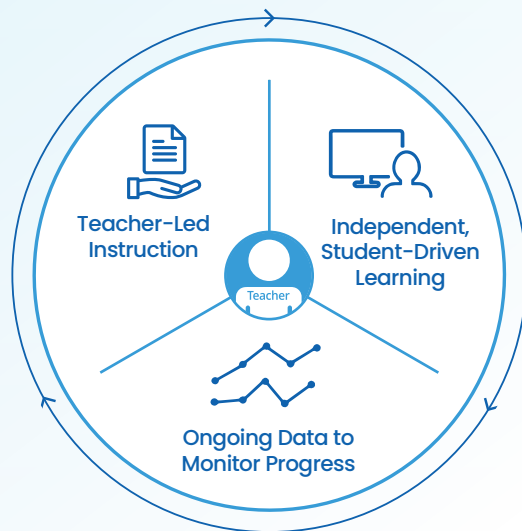 Teacher-Led
Instruction
Independent,
Student-Driven
Learning
Teacher
Ongoing Data to
Monitor Progress